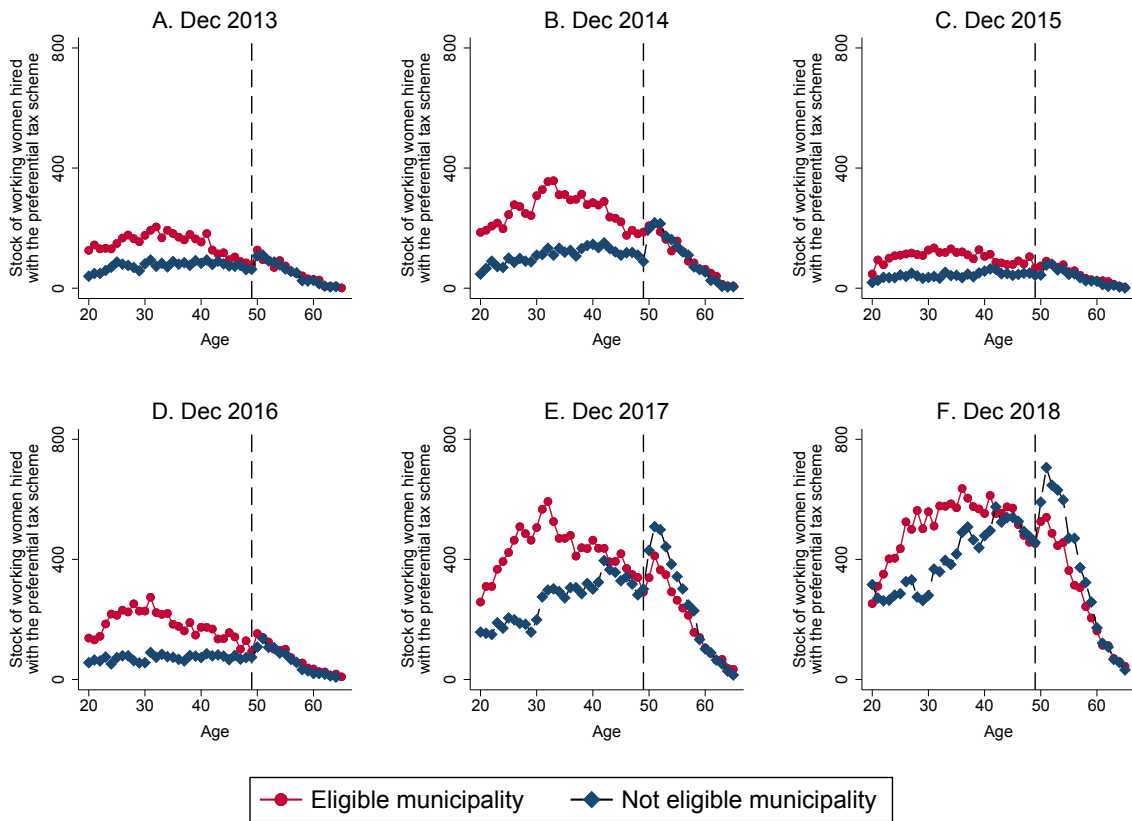 A. Dec 2013
Stock of working women hired
with the preferential tax scheme
800
400
0
20 30 40 50 60
Age
B. Dec 2014
Stock of working women hired
with the preferential tax scheme
800
400
0
20 30 40 50 60
Age
C. Dec 2015
Stock of working women hired
with the preferential tax scheme
800
400
0
20 30 40 50 60
Age
D. Dec 2016
Stock of working women hired
with the preferential tax scheme
800
400
0
20 30 40 50 60
Age
E. Dec 2017
Stock of working women hired
with the preferential tax scheme
800
400
0
20 30 40 50 60
Age
F. Dec 2018
Stock of working women hired
with the preferential tax scheme
800
400
0
20 30 40 50 60
Age
Eligible municipality Not eligible municipality